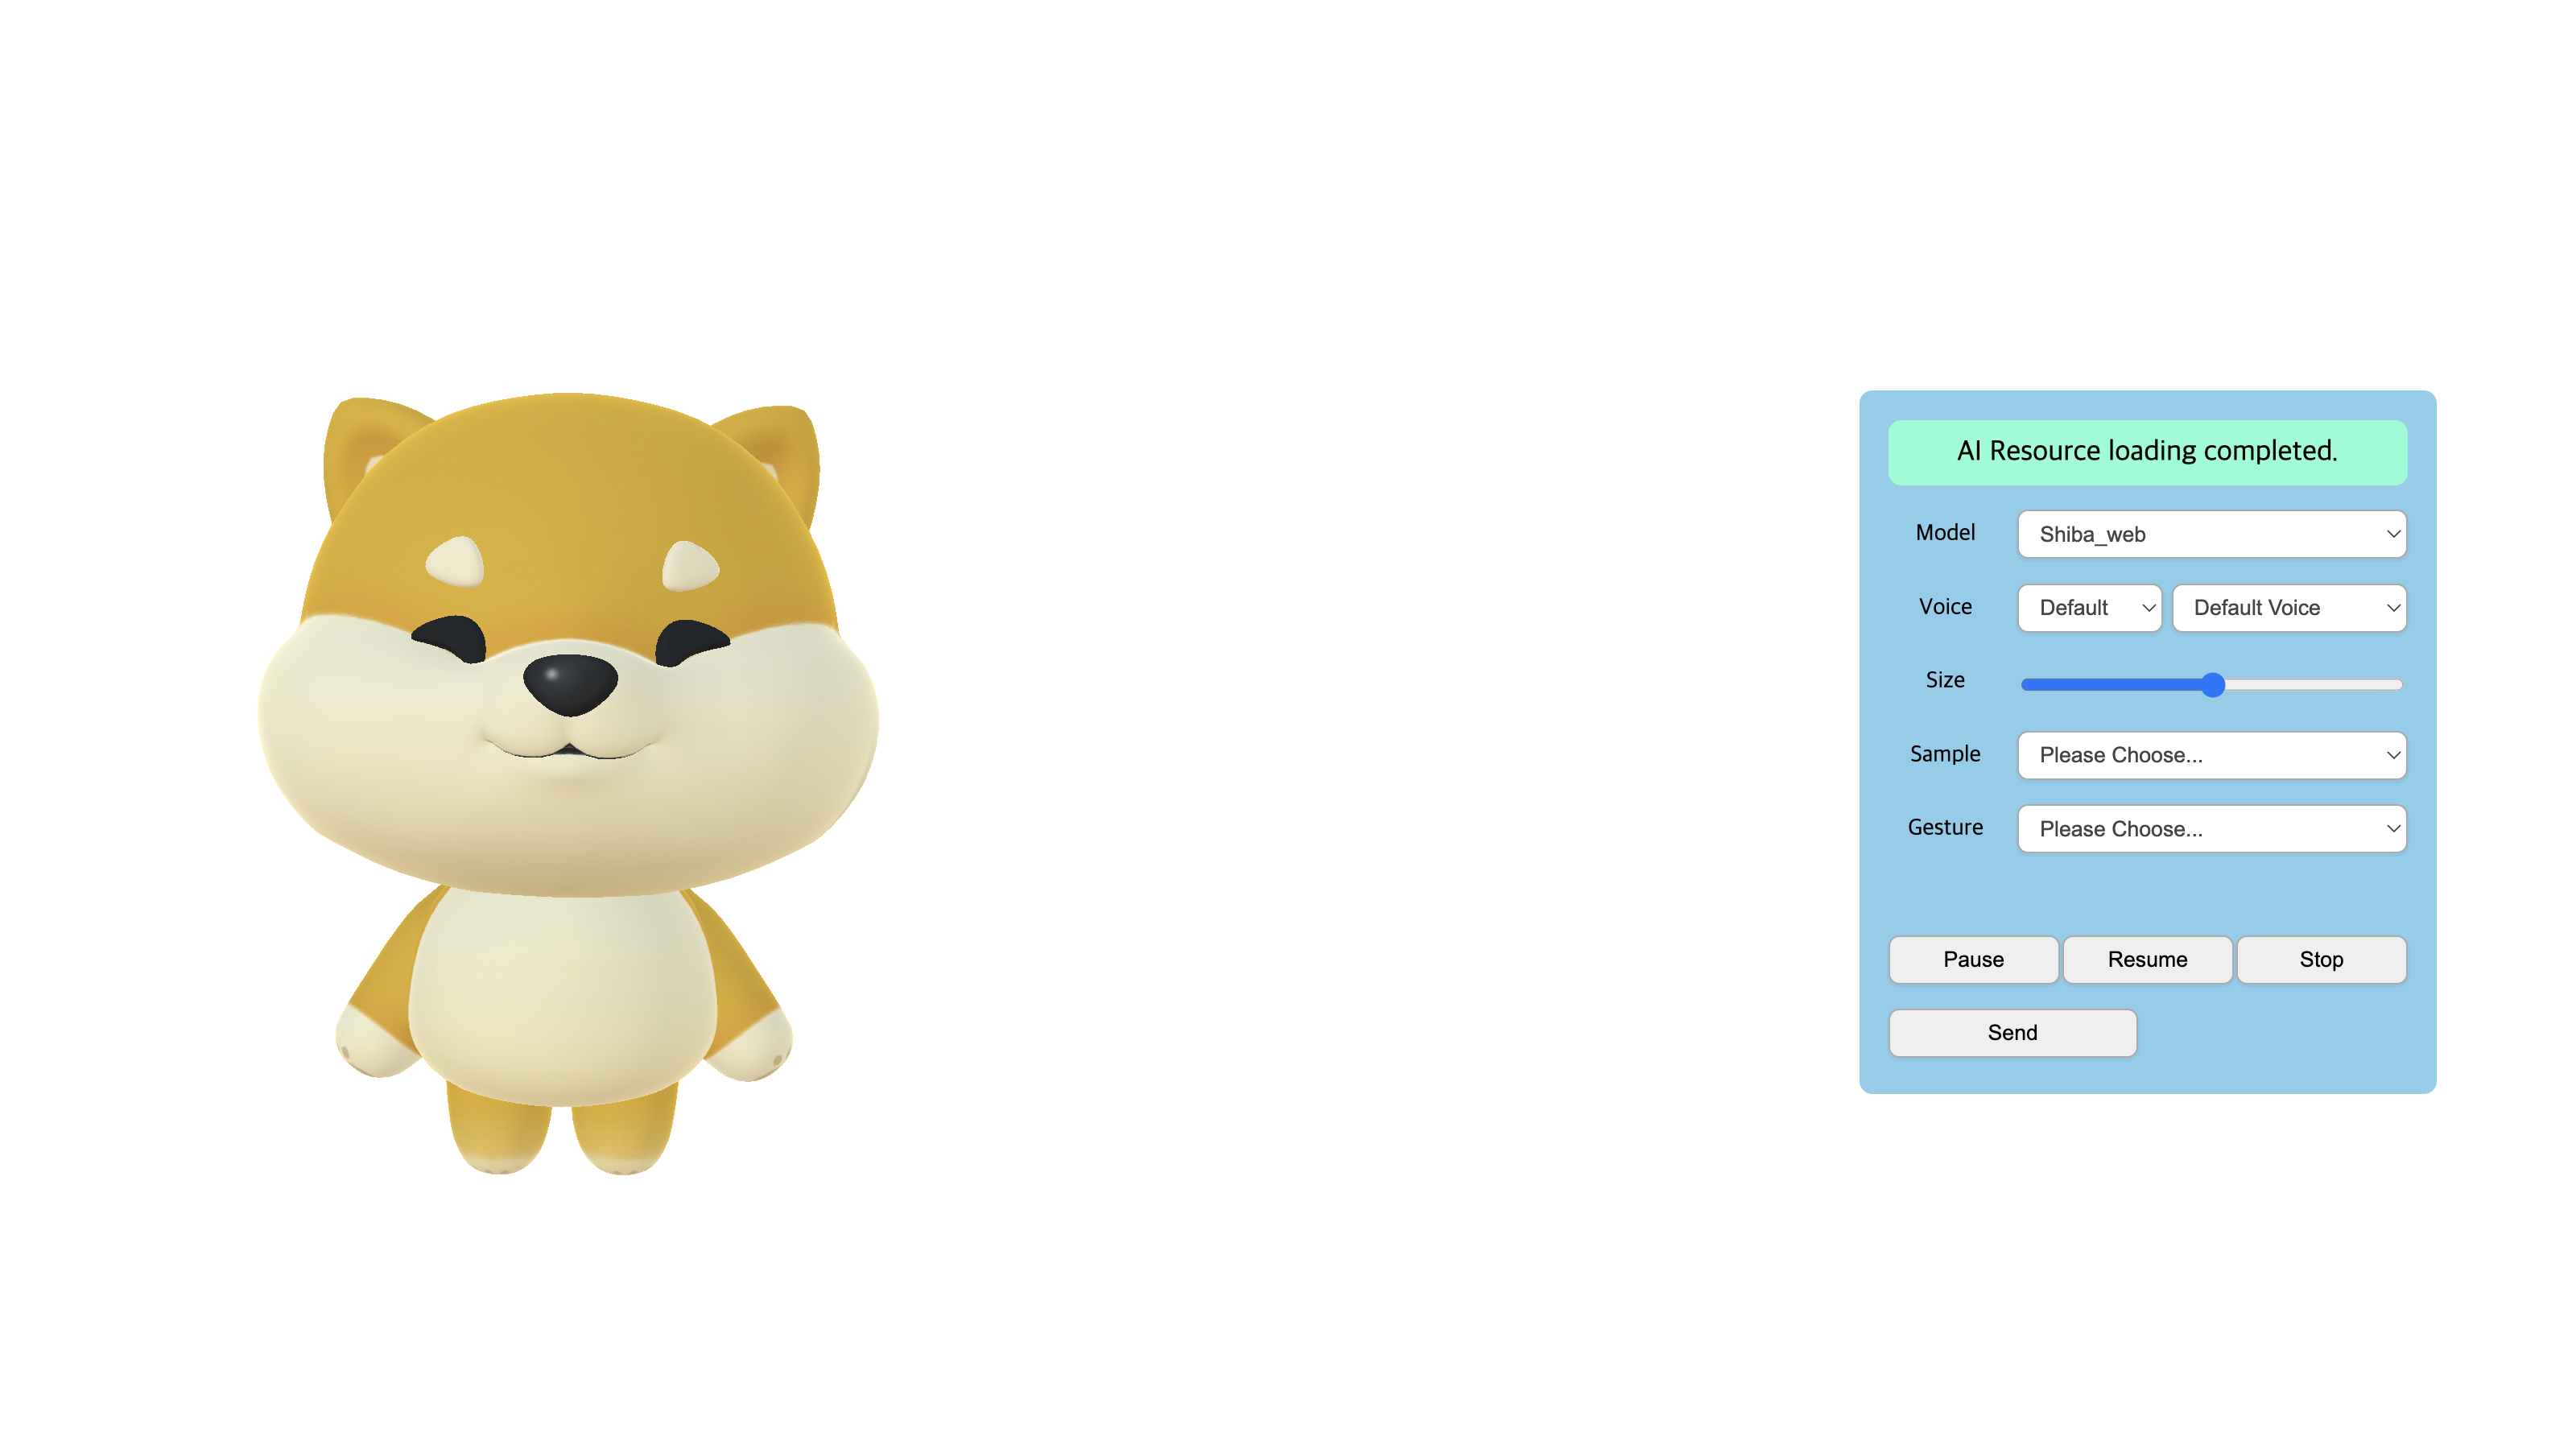 AI Resource loading completed.
Model Shiba_web
Voice Default Default Voice
Size
Sample Please Choose...
Gesture Please Choose...
Pause Resume Stop
Send